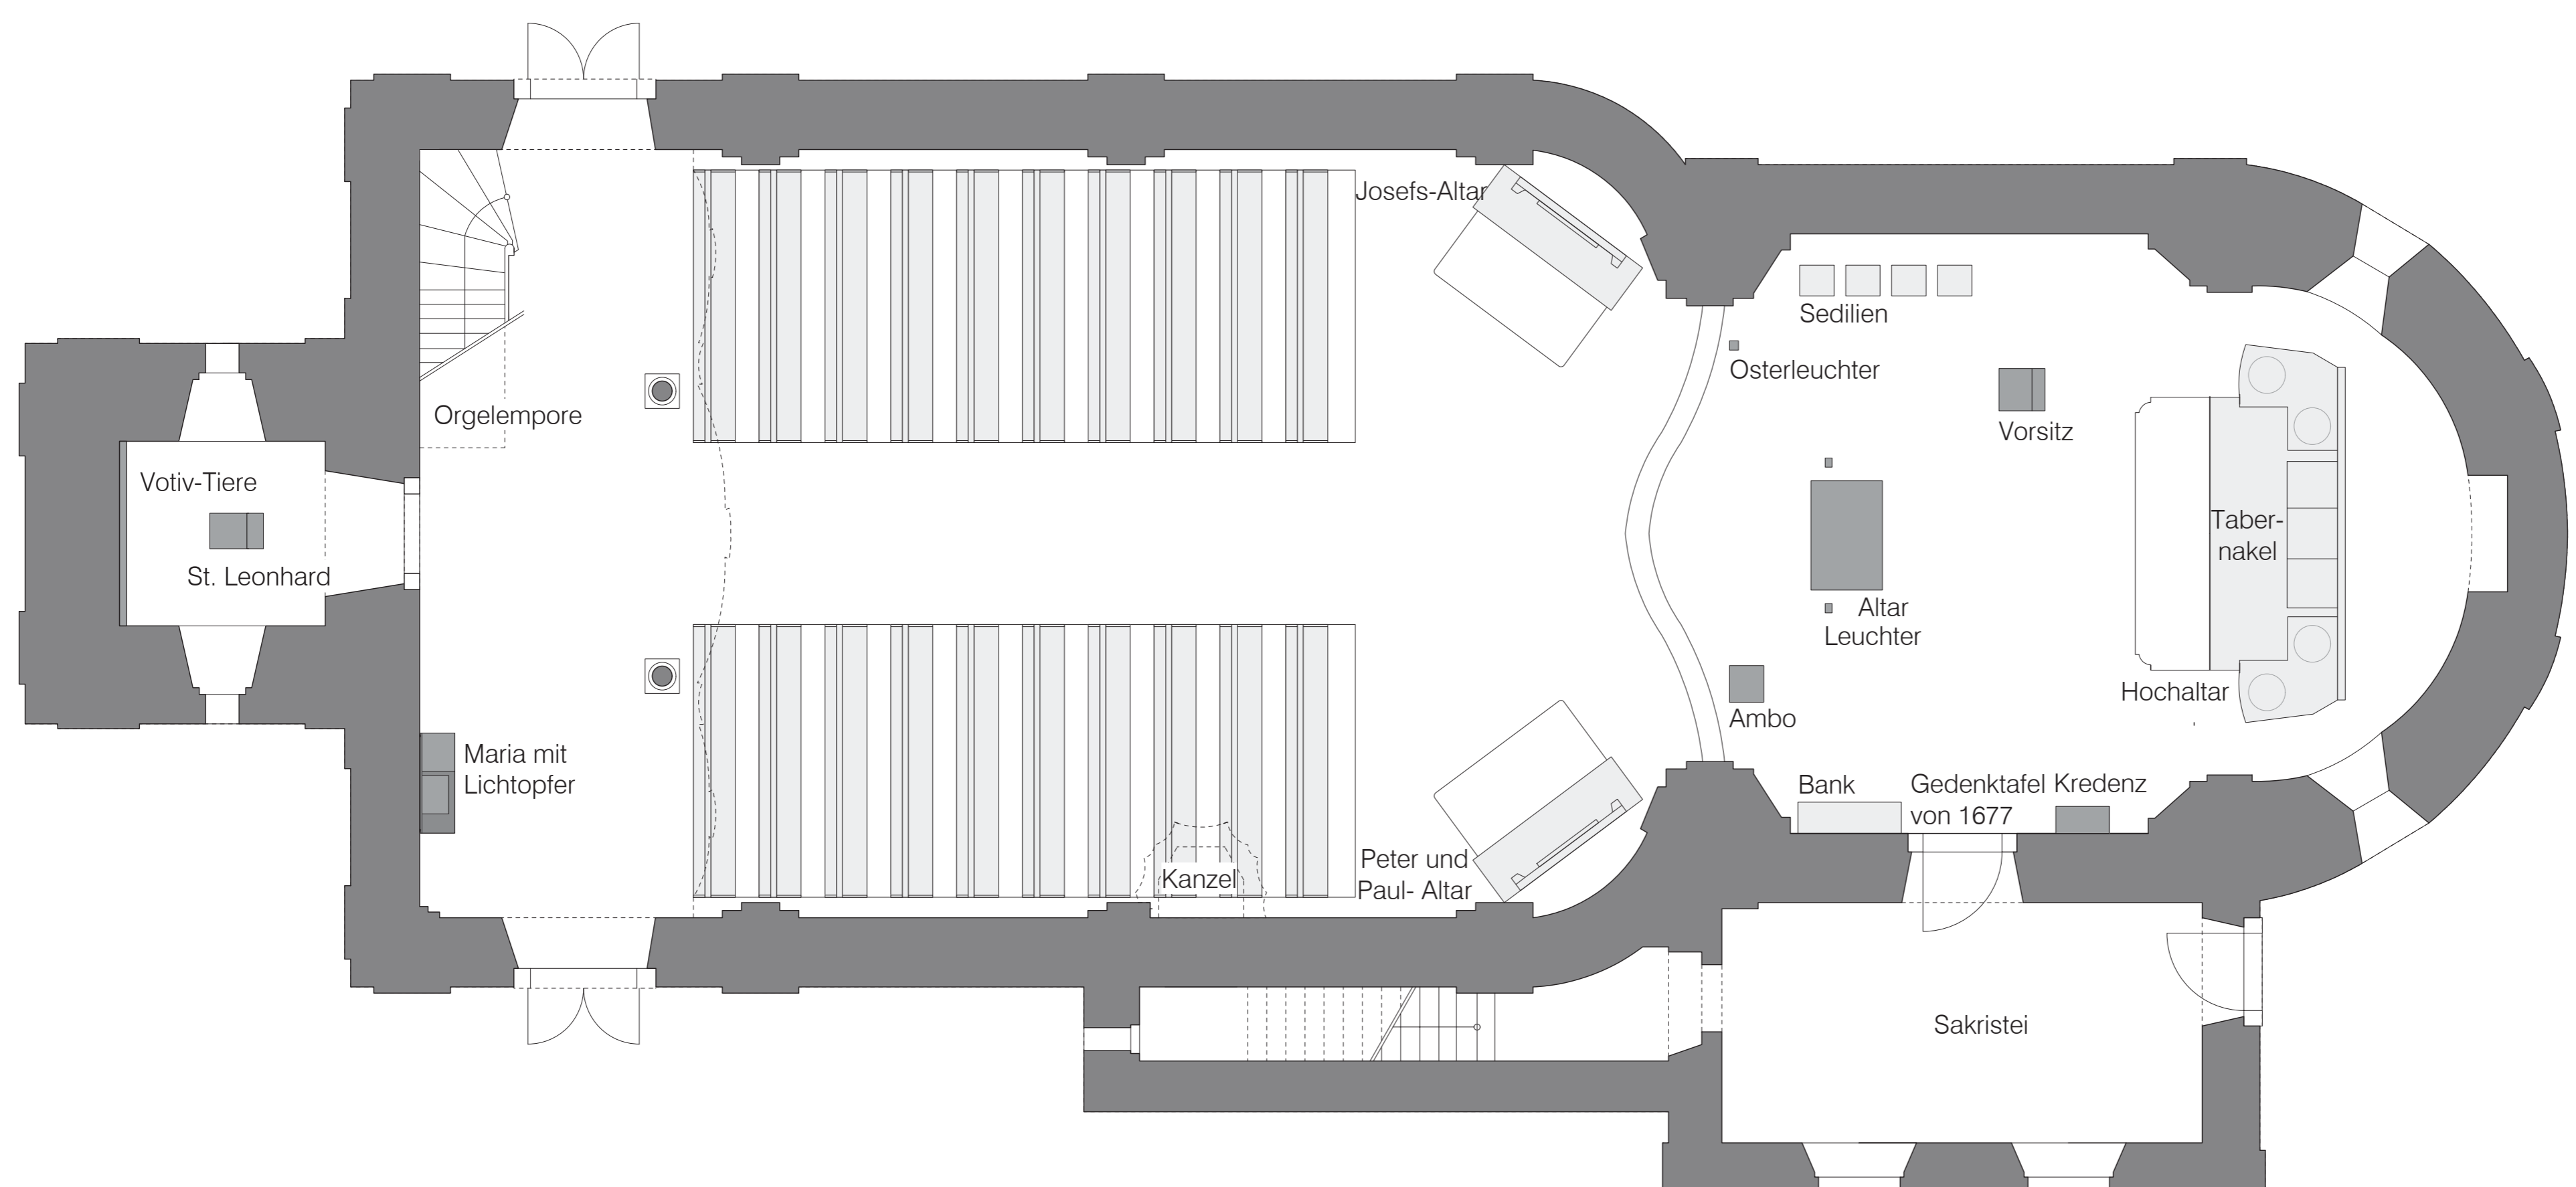 Josefs-Altar
Sedilien
Osterleuchter
Orgelempore
Vorsitz
Votiv-Tiere
St. Leonhard
Taber-
nakel
Altar
Leuchter
Hochaltar
Ambo
Maria mit
Lichtopfer
Bank
Gedenktafel
von 1677
Kredenz
Peter und
Paul- Altar
Kanzel
Sakristei